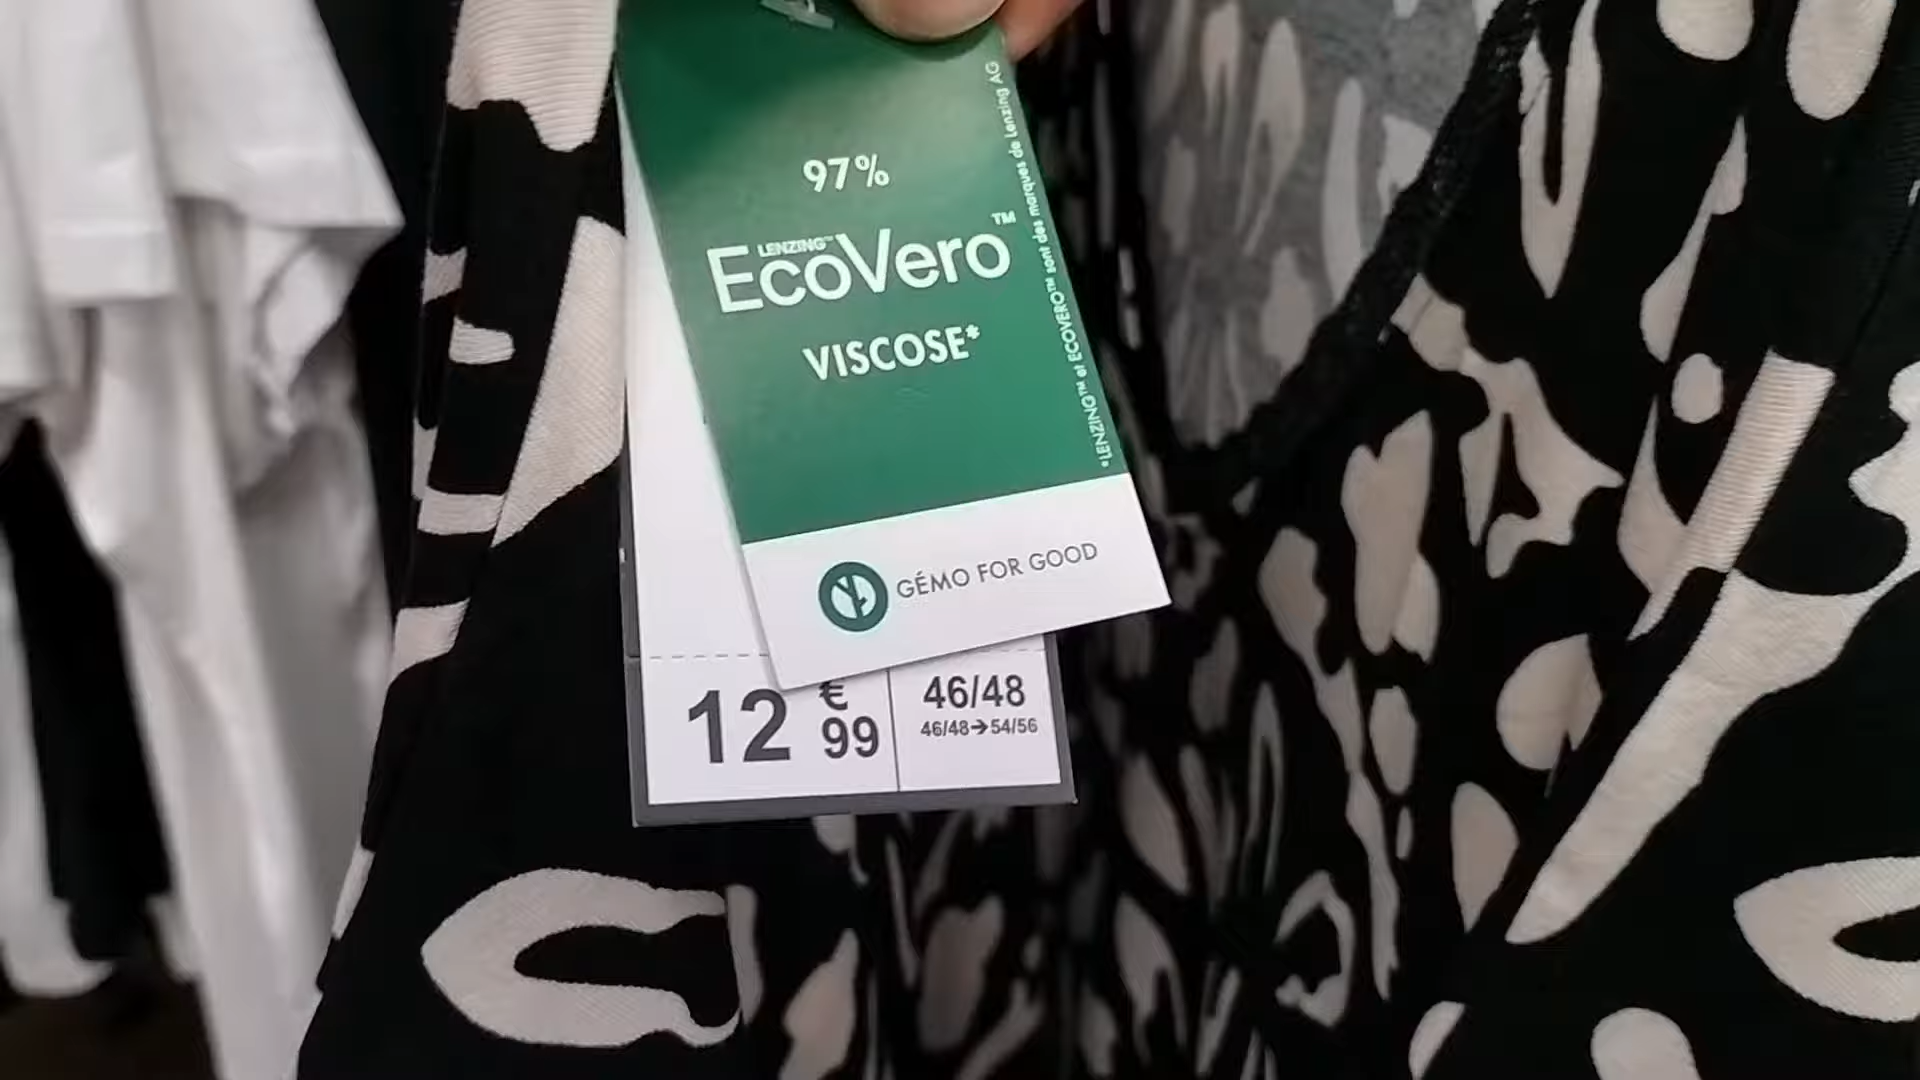 97%
LENZING™
EcoVero™
VISCOSE*
*LENZING™ et ECOVERO™ sont des marques de Lenzing AG
GÉMO FOR GOOD
12 €99
46/48
46/48➔54/56